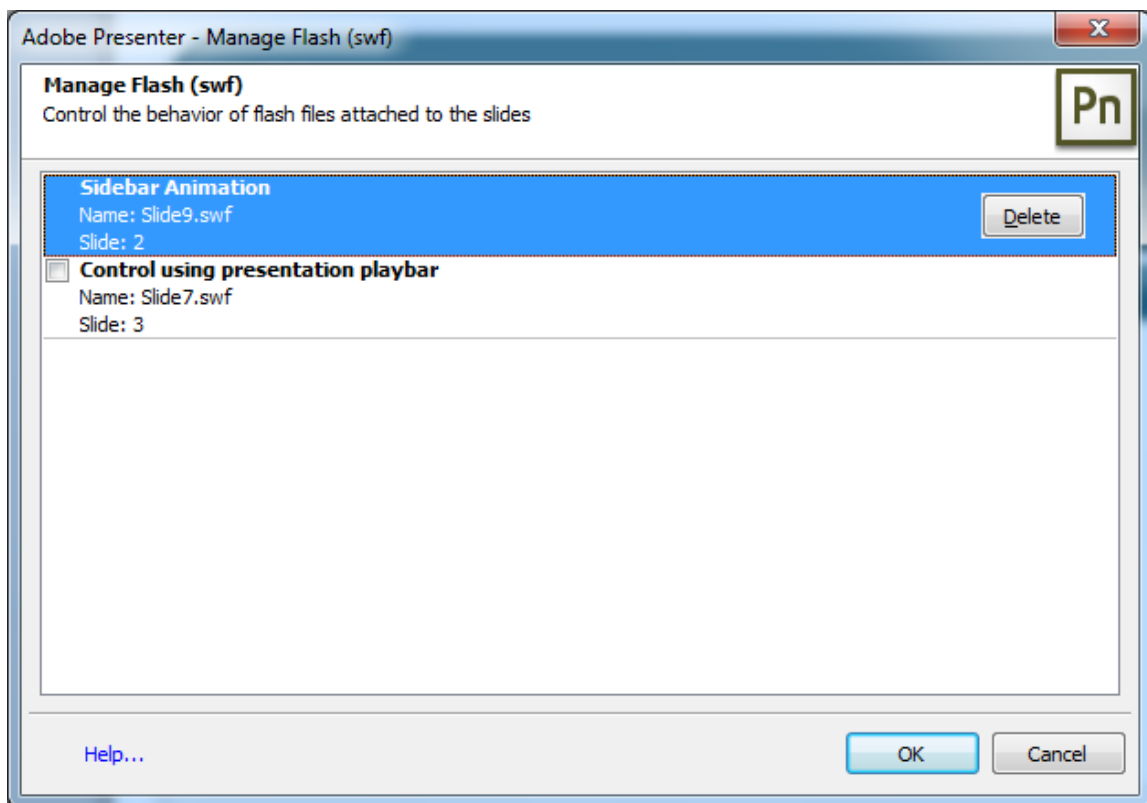 Adobe Presenter - Manage Flash (swf)
Manage Flash (swf)
Control the behavior of flash files attached to the slides
Pn
Sidebar Animation
Name: Slide9.swf
Delete
Slide: 2
Control using presentation playbar
Name: Slide7.swf
Slide: 3
Help...
OK
Cancel